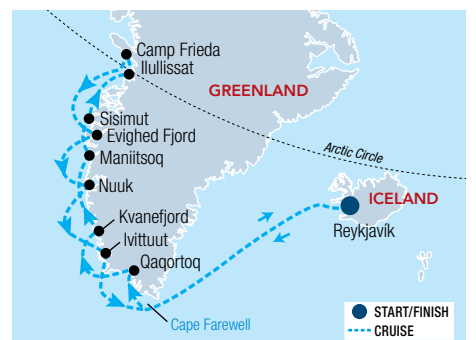 Camp Frieda
Ilullissat
GREENLAND
Sisimut
Evighed Fjord
Maniitsoq
Arctic Circle
Nuuk
ICELAND
Kvanefjord
Reykjavík
Ivittuut
Qaqortoq
START/FINISH
Cape Farewell
CRUISE